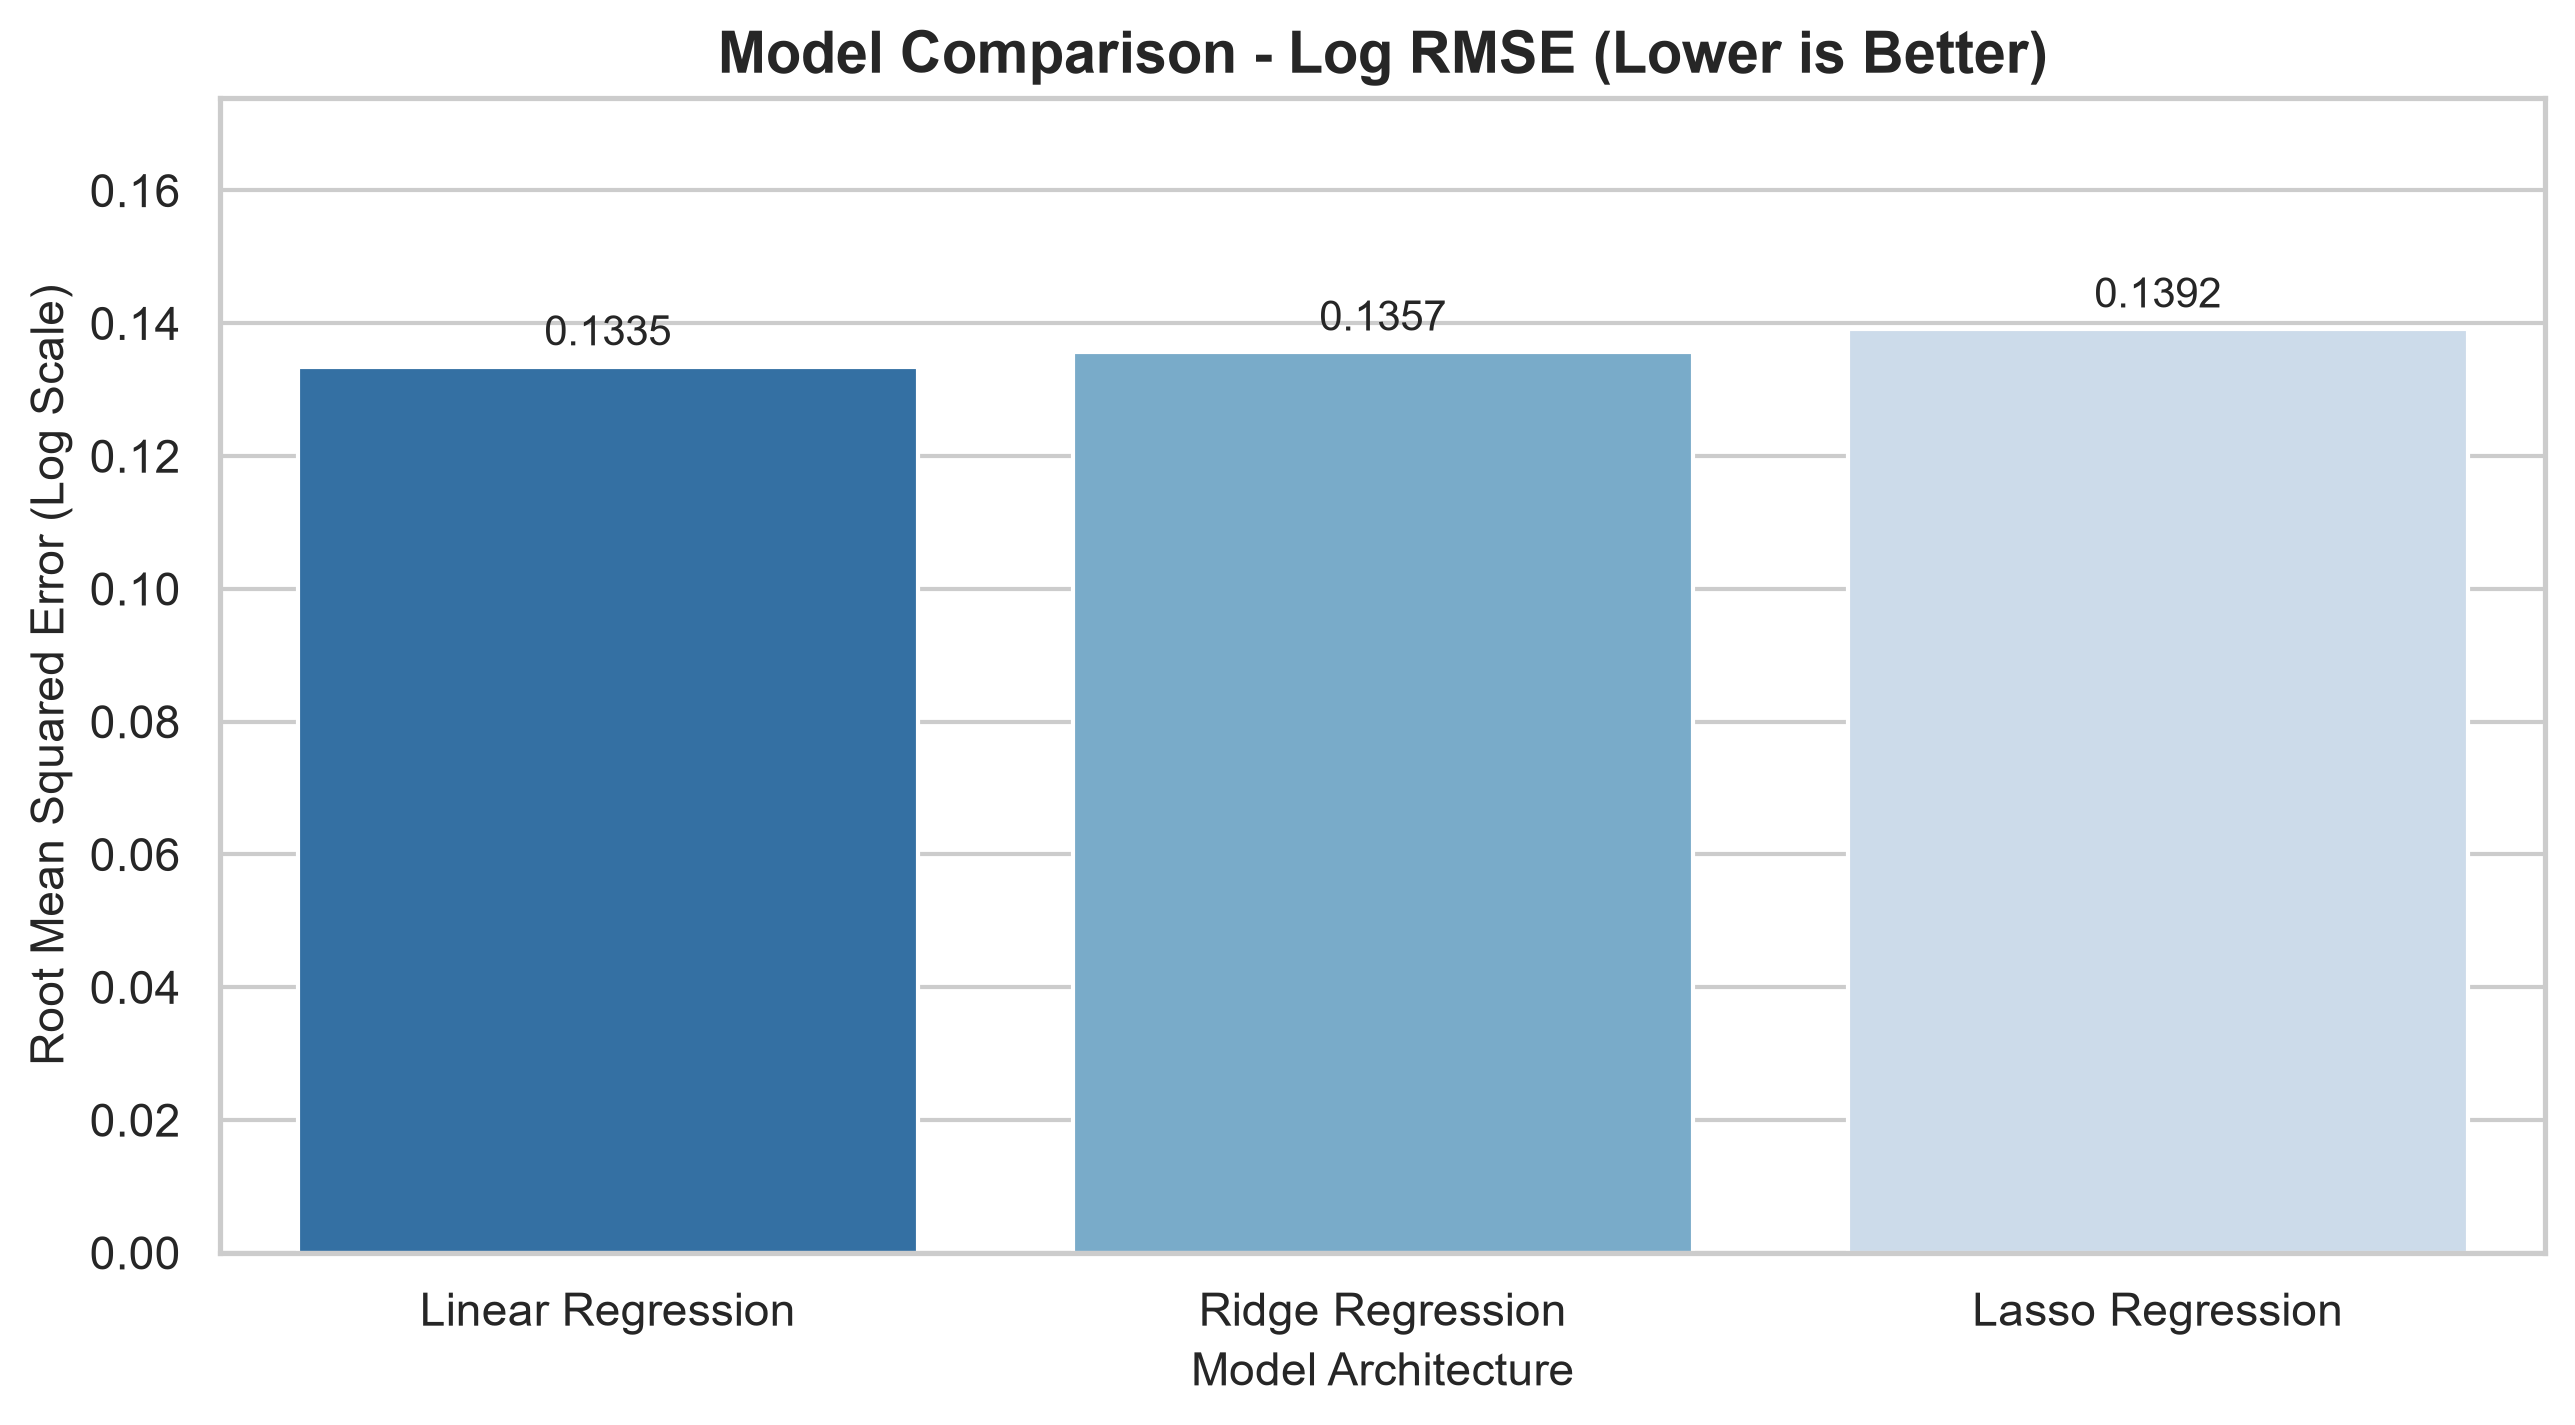 Model Comparison - Log RMSE (Lower is Better)
Root Mean Squared Error (Log Scale)
0.16
0.14
0.12
0.10
0.08
0.06
0.04
0.02
0.00
0.1335
0.1357
0.1392
Linear Regression
Ridge Regression
Lasso Regression
Model Architecture